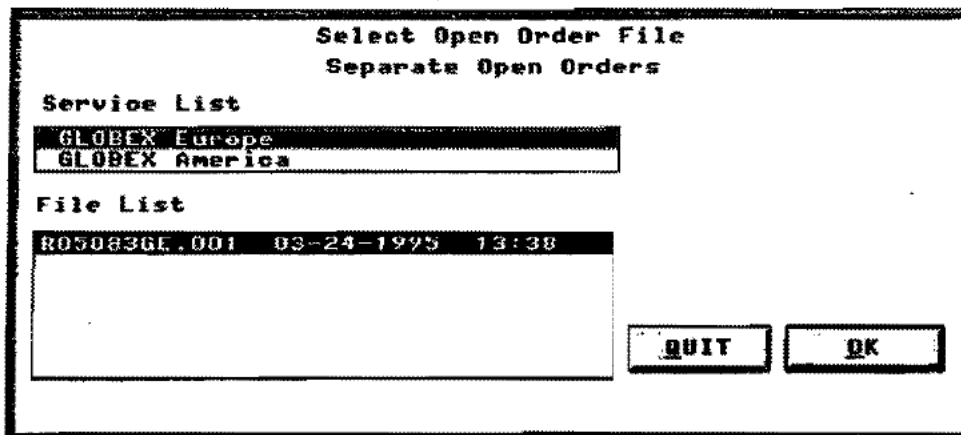 Select Open Order File
Separate Open Orders
Service List
GLOBEX Europe
GLOBEX America
File List
R05083GE.001 03-24-1995 13:38
QUIT OK